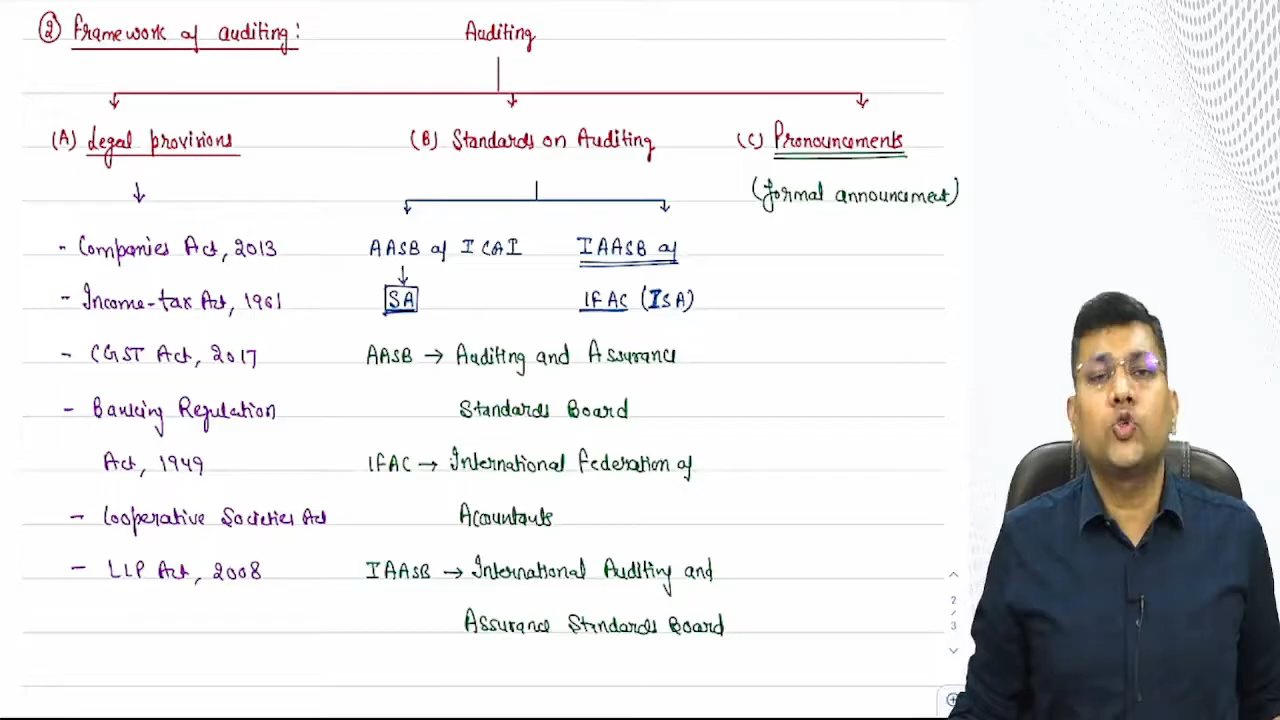 ② Framework of auditing:
Auditing
(A) Legal provisions
(B) Standards on Auditing
(C) Pronouncements
(formal announcement)
- Companies Act, 2013
AASB of ICAI
IAASB of
- Income-tax Act, 1961
SA
IFAC (ISA)
- CGST Act, 2017
AASB → Auditing and Assurance
- Banking Regulation
Standards Board
Act, 1949
IFAC → International Federation of
- Cooperative Societies Act
Acountants
- LLP Act, 2008
IAASB → International Auditing and
Assurance Standards Board
2
/
3